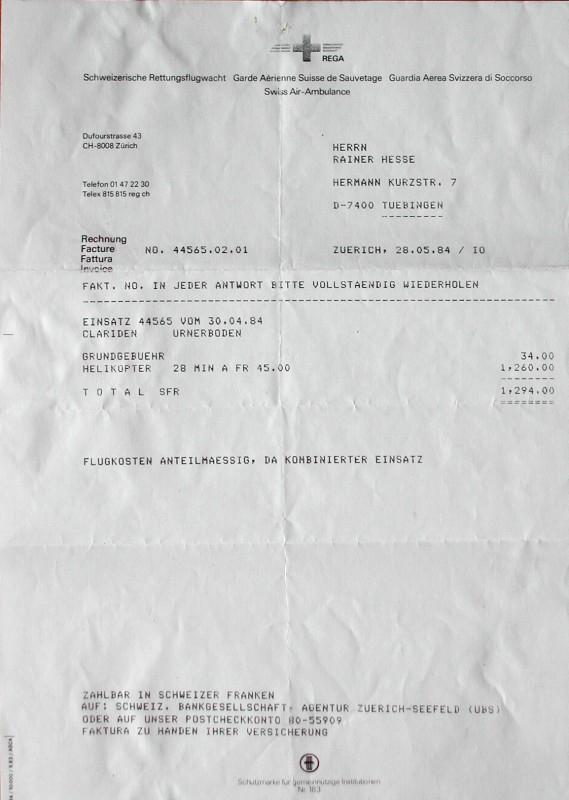 REGA
Schweizerische Rettungsflugwacht Garde Aérienne Suisse de Sauvetage Guardia Aerea Svizzera di Soccorso
Swiss Air-Ambulance
Dufourstrasse 43
CH-8008 Zürich
HERRN
RAINER HESSE
Telefon 01 47 22 30
Telex 815 815 reg ch
HERMANN KURZSTR. 7
D-7400 TUEBINGEN
Rechnung
Facture
Fattura
Invoice
NO. 44565.02.01
ZUERICH, 28.05.84 / IO
FAKT. NO. IN JEDER ANTWORT BITTE VOLLSTAENDIG WIEDERHOLEN
EINSATZ 44565 VOM 30.04.84
CLARIDEN URNERBODEN
GRUNDGEBUEHR 34.00
HELIKOPTER 28 MIN A FR 45.00 1,260.00
T O T A L SFR 1,294.00
FLUGKOSTEN ANTEILMAESSIG, DA KOMBINIERTER EINSATZ
ZAHLBAR IN SCHWEIZER FRANKEN
AUF: SCHWEIZ. BANKGESELLSCHAFT, AGENTUR ZUERICH-SEEFELD (UBS)
ODER AUF UNSER POSTCHECKKONTO 80-55909
FAKTURA ZU HANDEN IHRER VERSICHERUNG
Schutzmarke für gemeinnützige Institutionen
Nr. 163